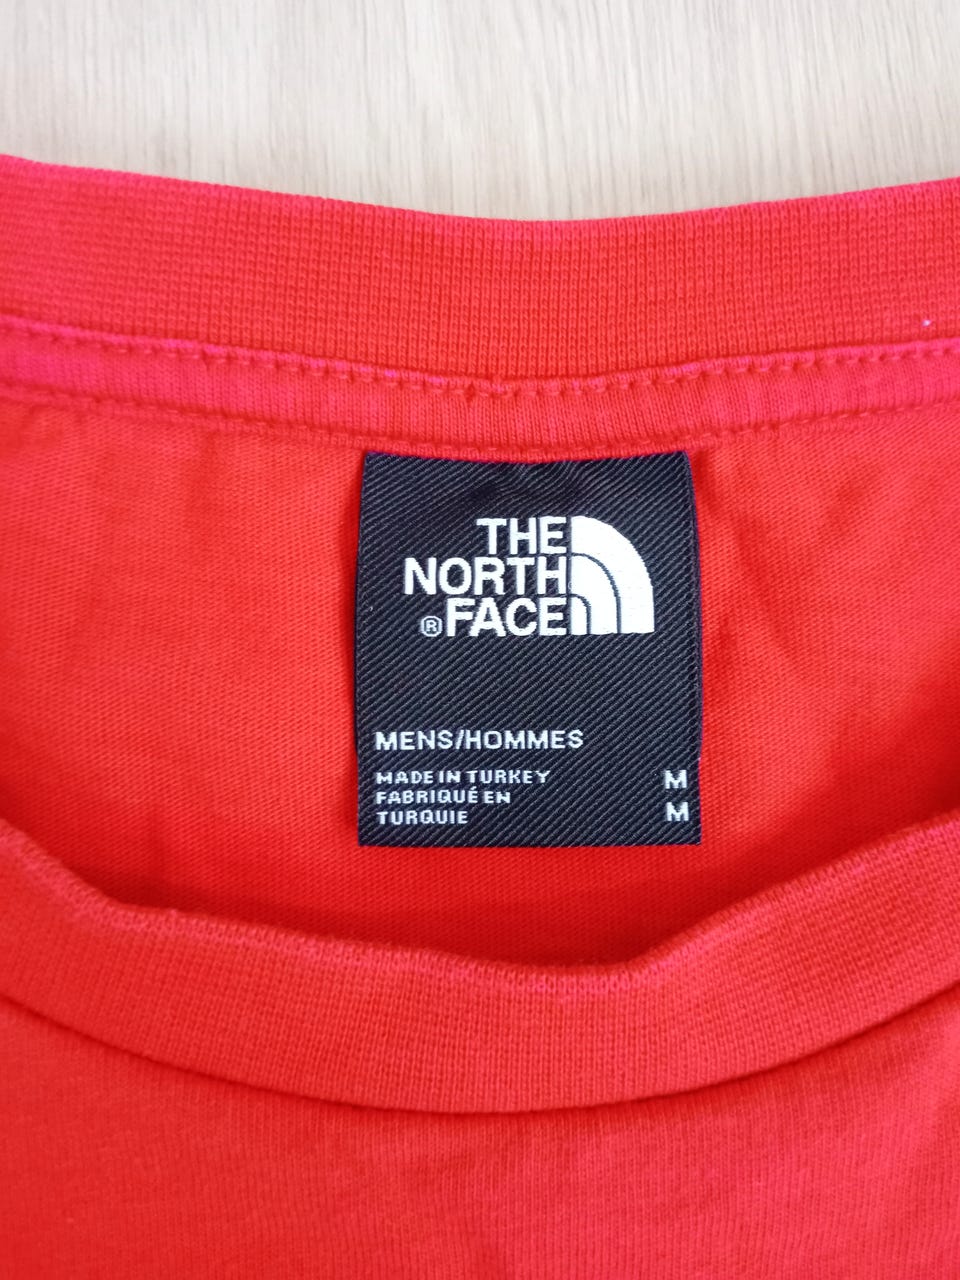 THE
NORTH
® FACE
MENS/HOMMES
MADE IN TURKEY M
FABRIQUÉ EN
TURQUIE M